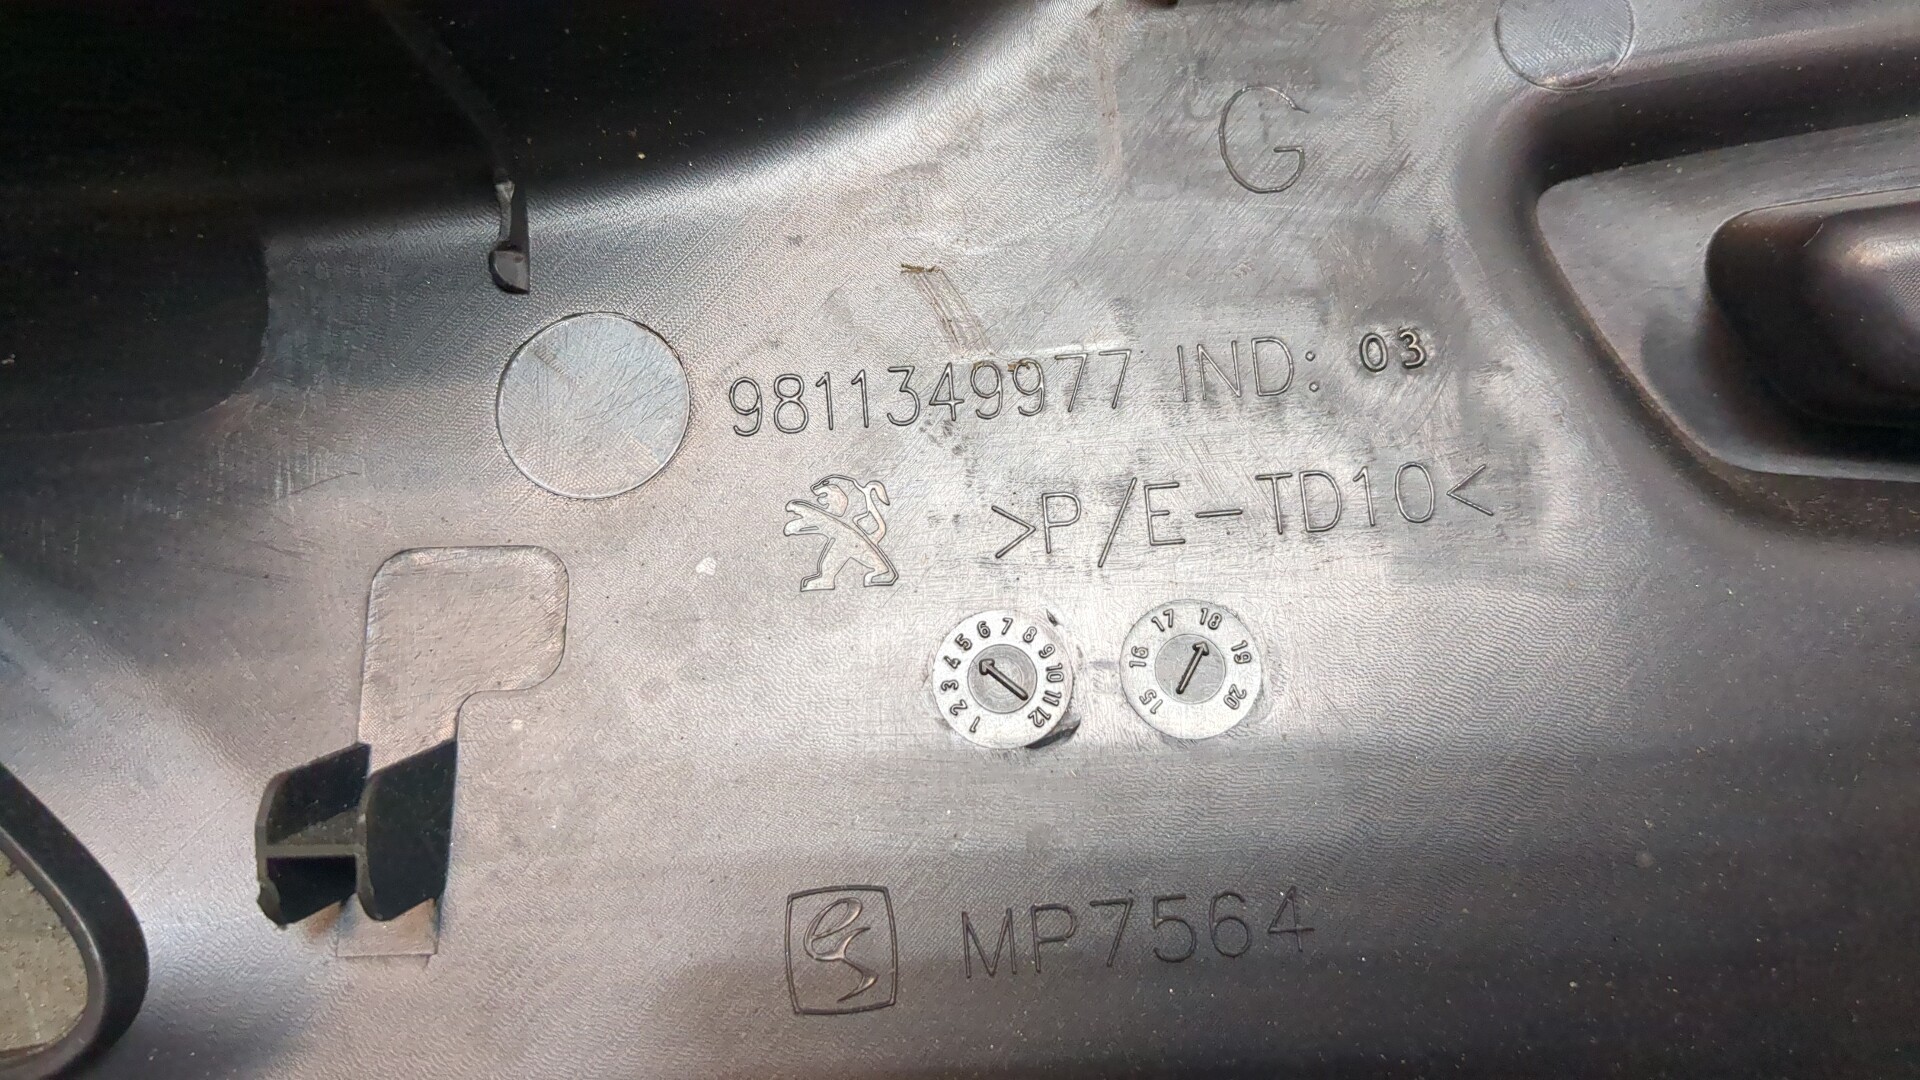 G
9811349977 IND: 03
>P/E-TD10<
1 2 3 4 5 6 7 8 9 10 11 12
15 16 17 18 19 20
MP7564